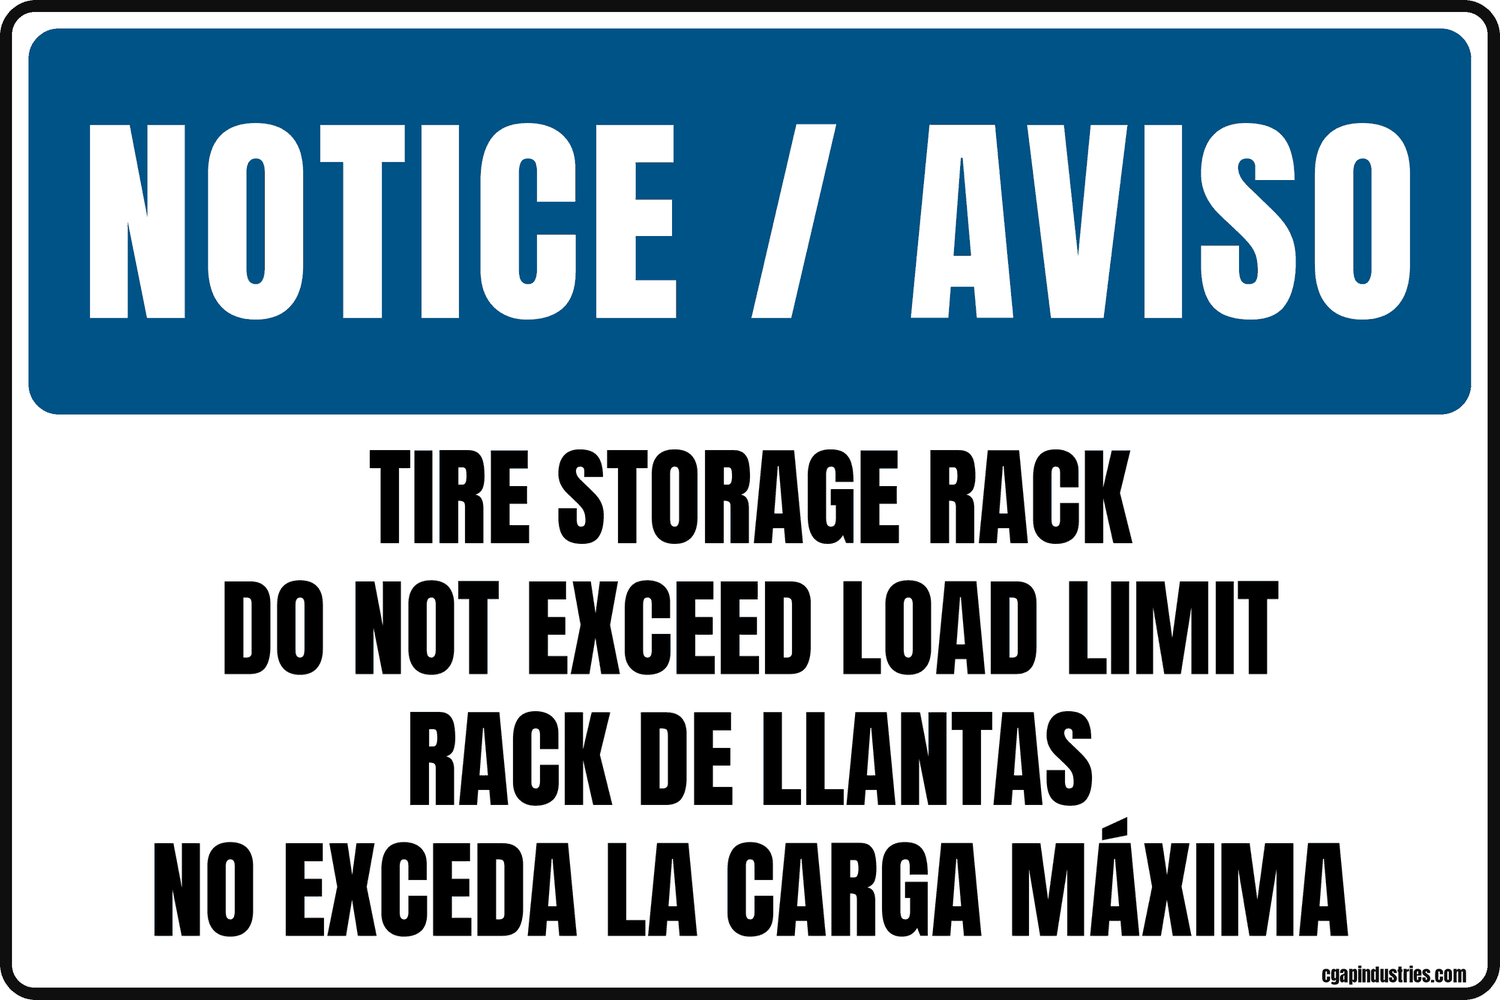 NOTICE / AVISO
TIRE STORAGE RACK
DO NOT EXCEED LOAD LIMIT
RACK DE LLANTAS
NO EXCEDA LA CARGA MÁXIMA
cgapindustries.com